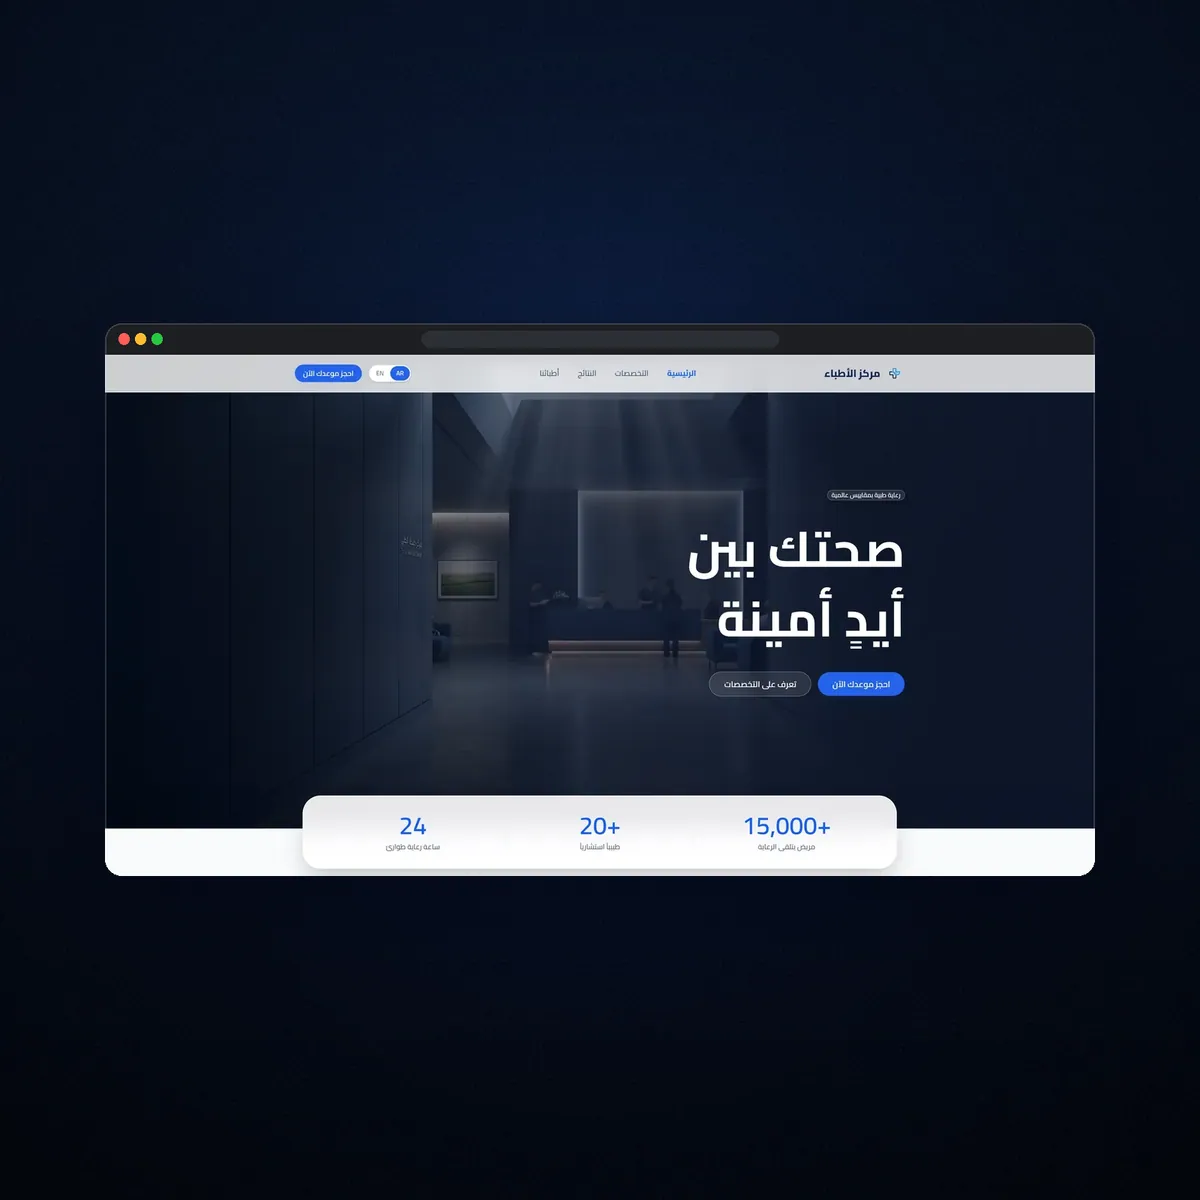 مركز الأطباء
الرئيسية التخصصات النتائج أطبائنا
AR EN
احجز موعدك الآن
رعاية طبية بمقاييس عالمية
صحتك بين
أيدٍ أمينة
احجز موعدك الآن
تعرف على التخصصات
15,000+
مريض يتلقى الرعاية
20+
طبيباً استشارياً
24
ساعة رعاية طوارئ